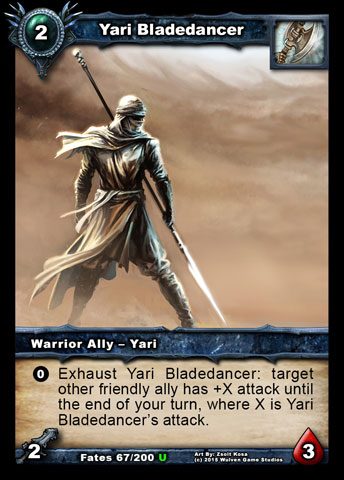 2 Yari Bladedancer
Warrior Ally – Yari
0 Exhaust Yari Bladedancer: target
other friendly ally has +X attack until
the end of your turn, where X is Yari
Bladedancer's attack.
2 Fates 67/200 U Art By: Zsolt Kosa 3
(c) 2015 Wulven Game Studios